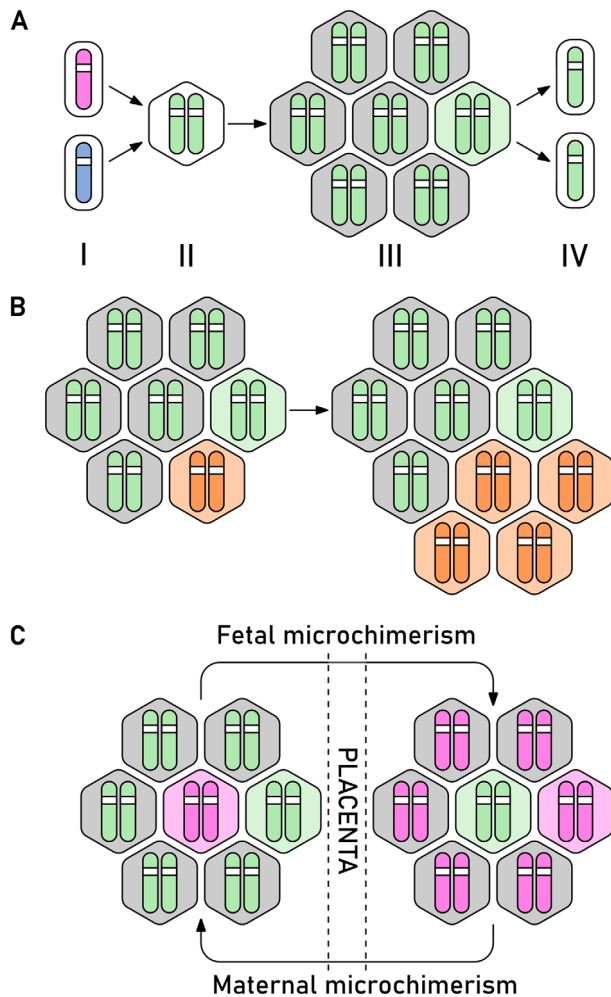 A
I
II
III
IV
B
C
Fetal microchimerism
PLACENTA
Maternal microchimerism